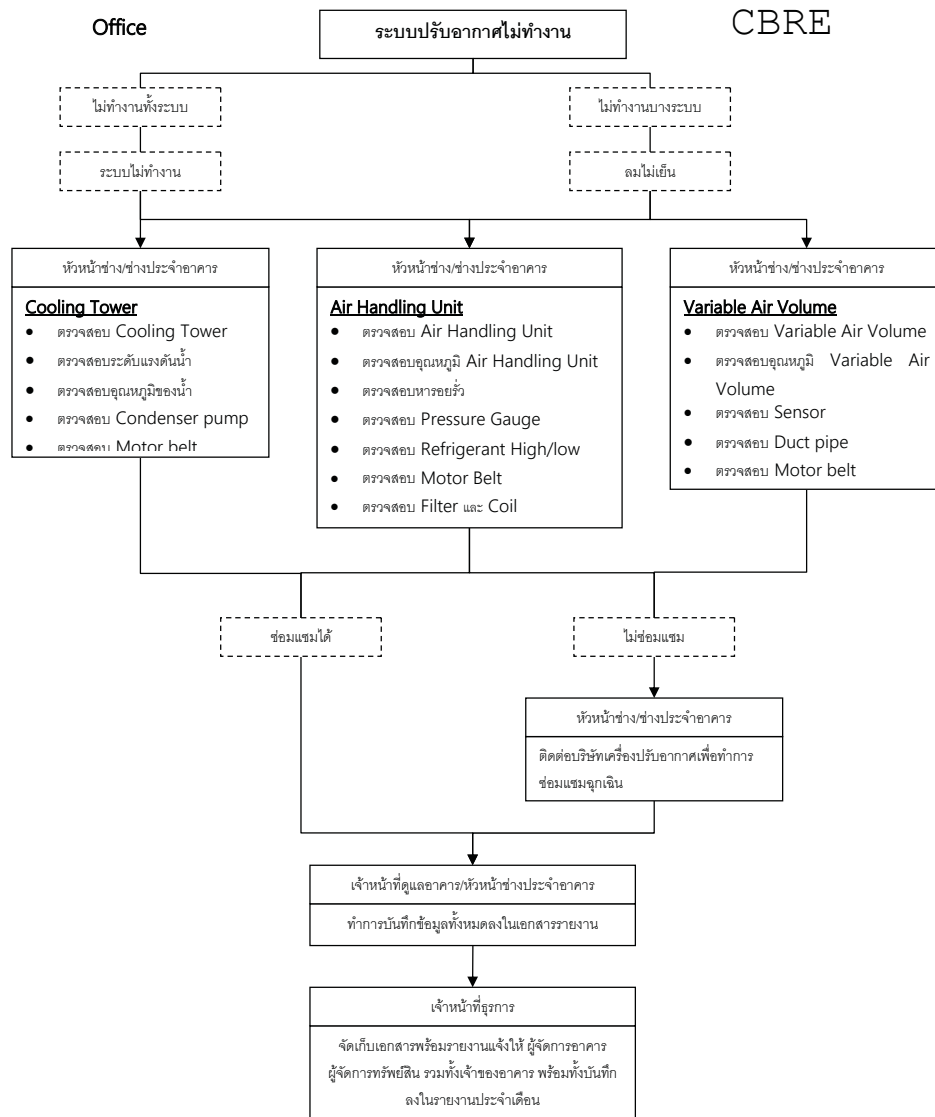 Office
ระบบปรับอากาศไม่ทำงาน
CBRE
ไม่ทำงานทั้งระบบ
ไม่ทำงานบางระบบ
ระบบไม่ทำงาน
ลมไม่เย็น
หัวหน้าช่าง/ช่างประจำอาคาร
Cooling Tower
• ตรวจสอบ Cooling Tower
• ตรวจสอบระดับแรงดันน้ำ
• ตรวจสอบอุณหภูมิของน้ำ
• ตรวจสอบ Condenser pump
• ตรวจสอบ Motor belt
หัวหน้าช่าง/ช่างประจำอาคาร
Air Handling Unit
• ตรวจสอบ Air Handling Unit
• ตรวจสอบอุณหภูมิ Air Handling Unit
• ตรวจสอบหารอยรั่ว
• ตรวจสอบ Pressure Gauge
• ตรวจสอบ Refrigerant High/low
• ตรวจสอบ Motor Belt
• ตรวจสอบ Filter และ Coil
หัวหน้าช่าง/ช่างประจำอาคาร
Variable Air Volume
• ตรวจสอบ Variable Air Volume
• ตรวจสอบอุณหภูมิ Variable Air
Volume
• ตรวจสอบ Sensor
• ตรวจสอบ Duct pipe
• ตรวจสอบ Motor belt
ซ่อมแซมได้
ไม่ซ่อมแซม
หัวหน้าช่าง/ช่างประจำอาคาร
ติดต่อบริษัทเครื่องปรับอากาศเพื่อทำการ
ซ่อมแซมฉุกเฉิน
เจ้าหน้าที่ดูแลอาคาร/หัวหน้าช่างประจำอาคาร
ทำการบันทึกข้อมูลทั้งหมดลงในเอกสารรายงาน
เจ้าหน้าที่ธุรการ
จัดเก็บเอกสารพร้อมรายงานแจ้งให้ ผู้จัดการอาคาร
ผู้จัดการทรัพย์สิน รวมทั้งเจ้าของอาคาร พร้อมทั้งบันทึก
ลงในรายงานประจำเดือน